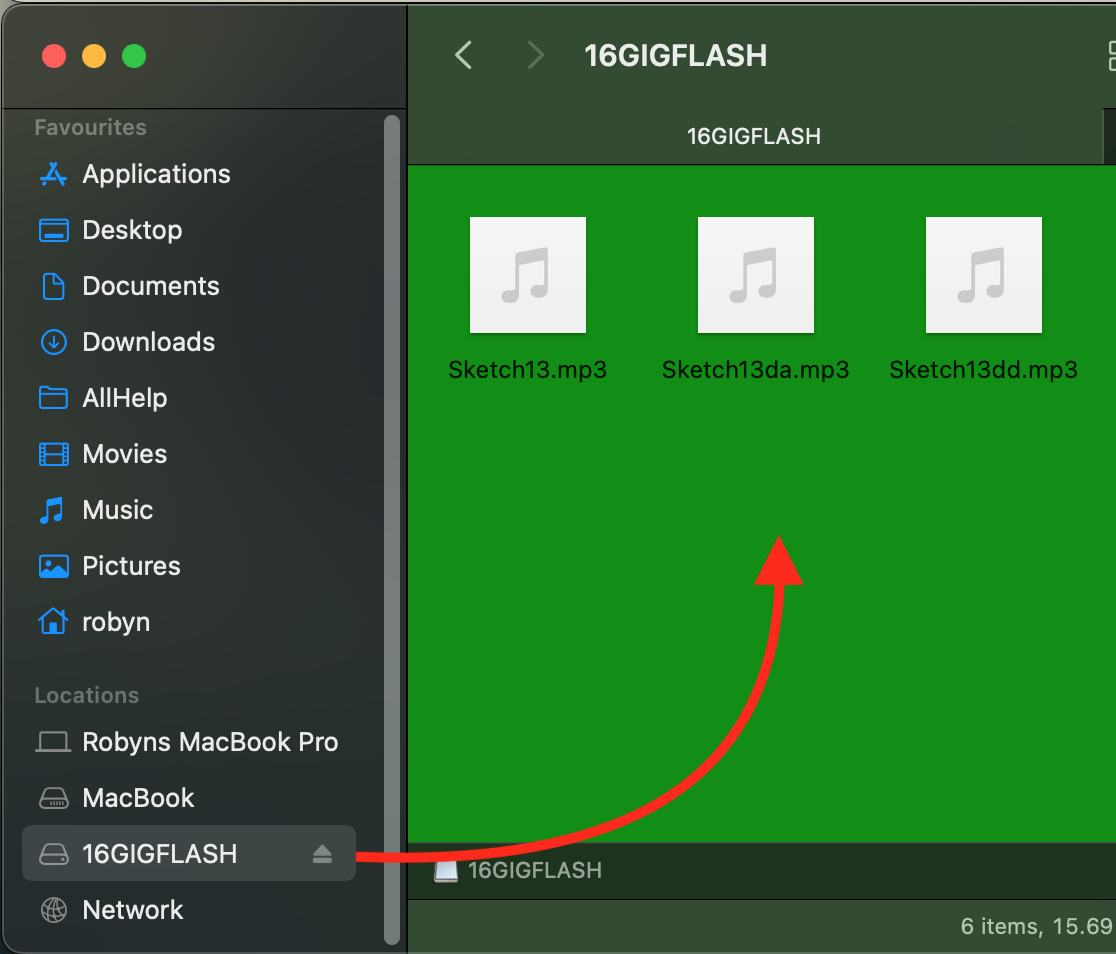 16GIGFLASH
16GIGFLASH
Favourites
Applications
Desktop
Documents
Downloads
AllHelp
Movies
Music
Pictures
robyn
Locations
Robyns MacBook Pro
MacBook
16GIGFLASH
Network
Sketch13.mp3
Sketch13da.mp3
Sketch13dd.mp3
16GIGFLASH
6 items, 15.69